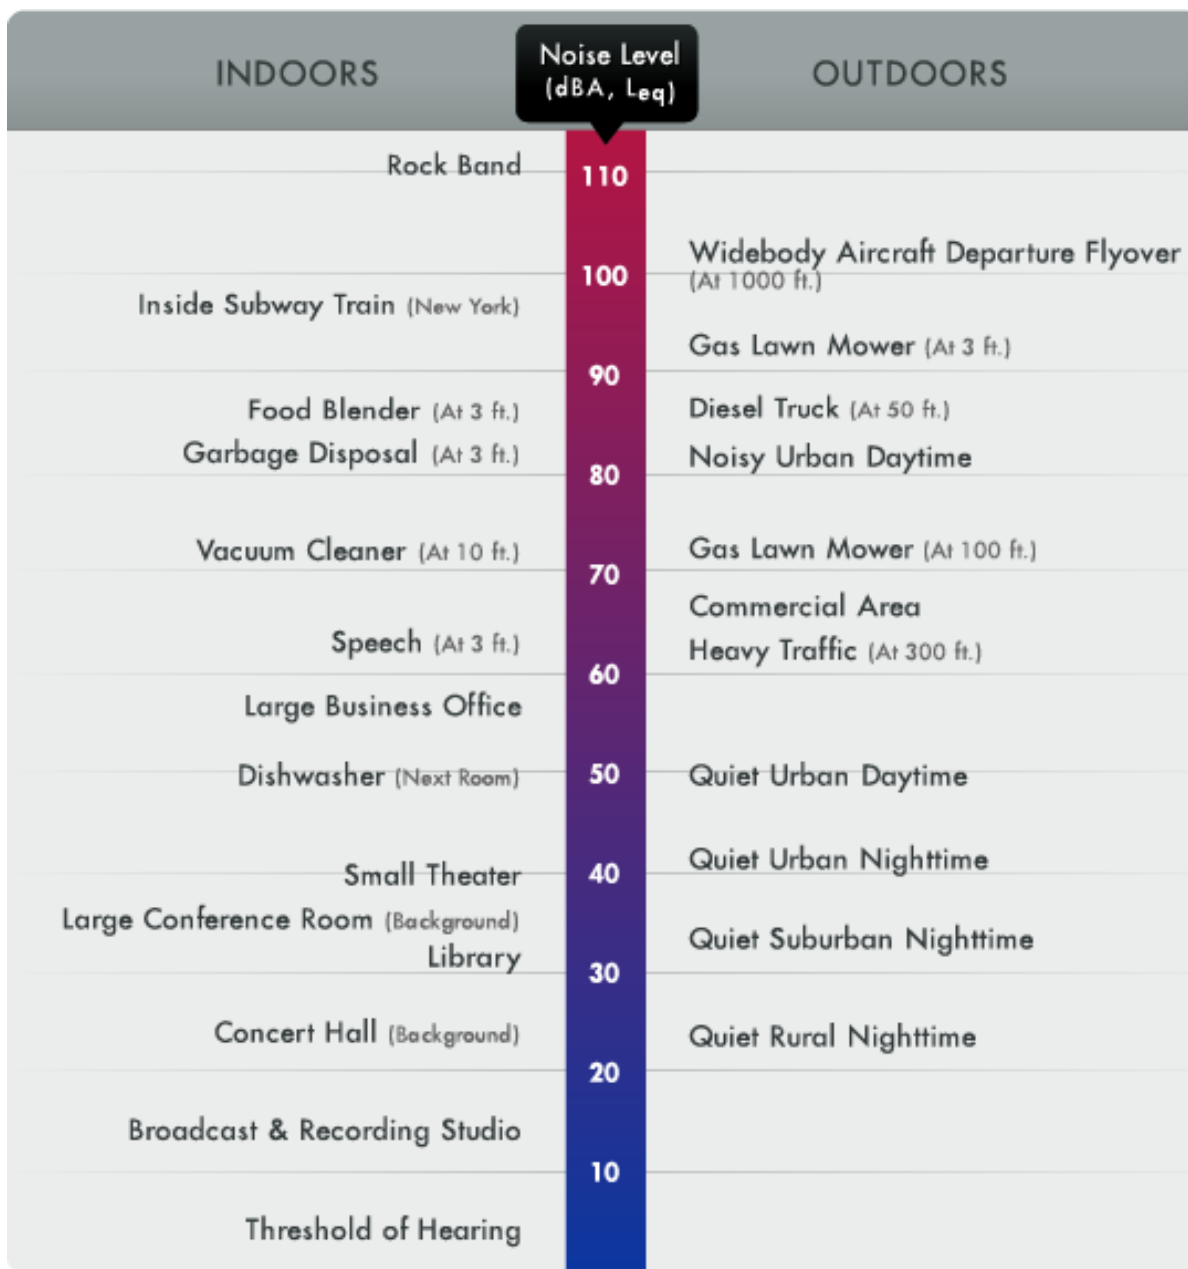 INDOORS
Noise Level
(dBA, Leq)
OUTDOORS
Rock Band
110
Widebody Aircraft Departure Flyover
(At 1000 ft.)
100
Inside Subway Train (New York)
Gas Lawn Mower (At 3 ft.)
90
Food Blender (At 3 ft.)
Diesel Truck (At 50 ft.)
Garbage Disposal (At 3 ft.)
Noisy Urban Daytime
80
Vacuum Cleaner (At 10 ft.)
Gas Lawn Mower (At 100 ft.)
70
Commercial Area
Speech (At 3 ft.)
Heavy Traffic (At 300 ft.)
60
Large Business Office
Dishwasher (Next Room)
50
Quiet Urban Daytime
Quiet Urban Nighttime
Small Theater
40
Large Conference Room (Background)
Quiet Suburban Nighttime
Library
30
Concert Hall (Background)
Quiet Rural Nighttime
20
Broadcast & Recording Studio
10
Threshold of Hearing